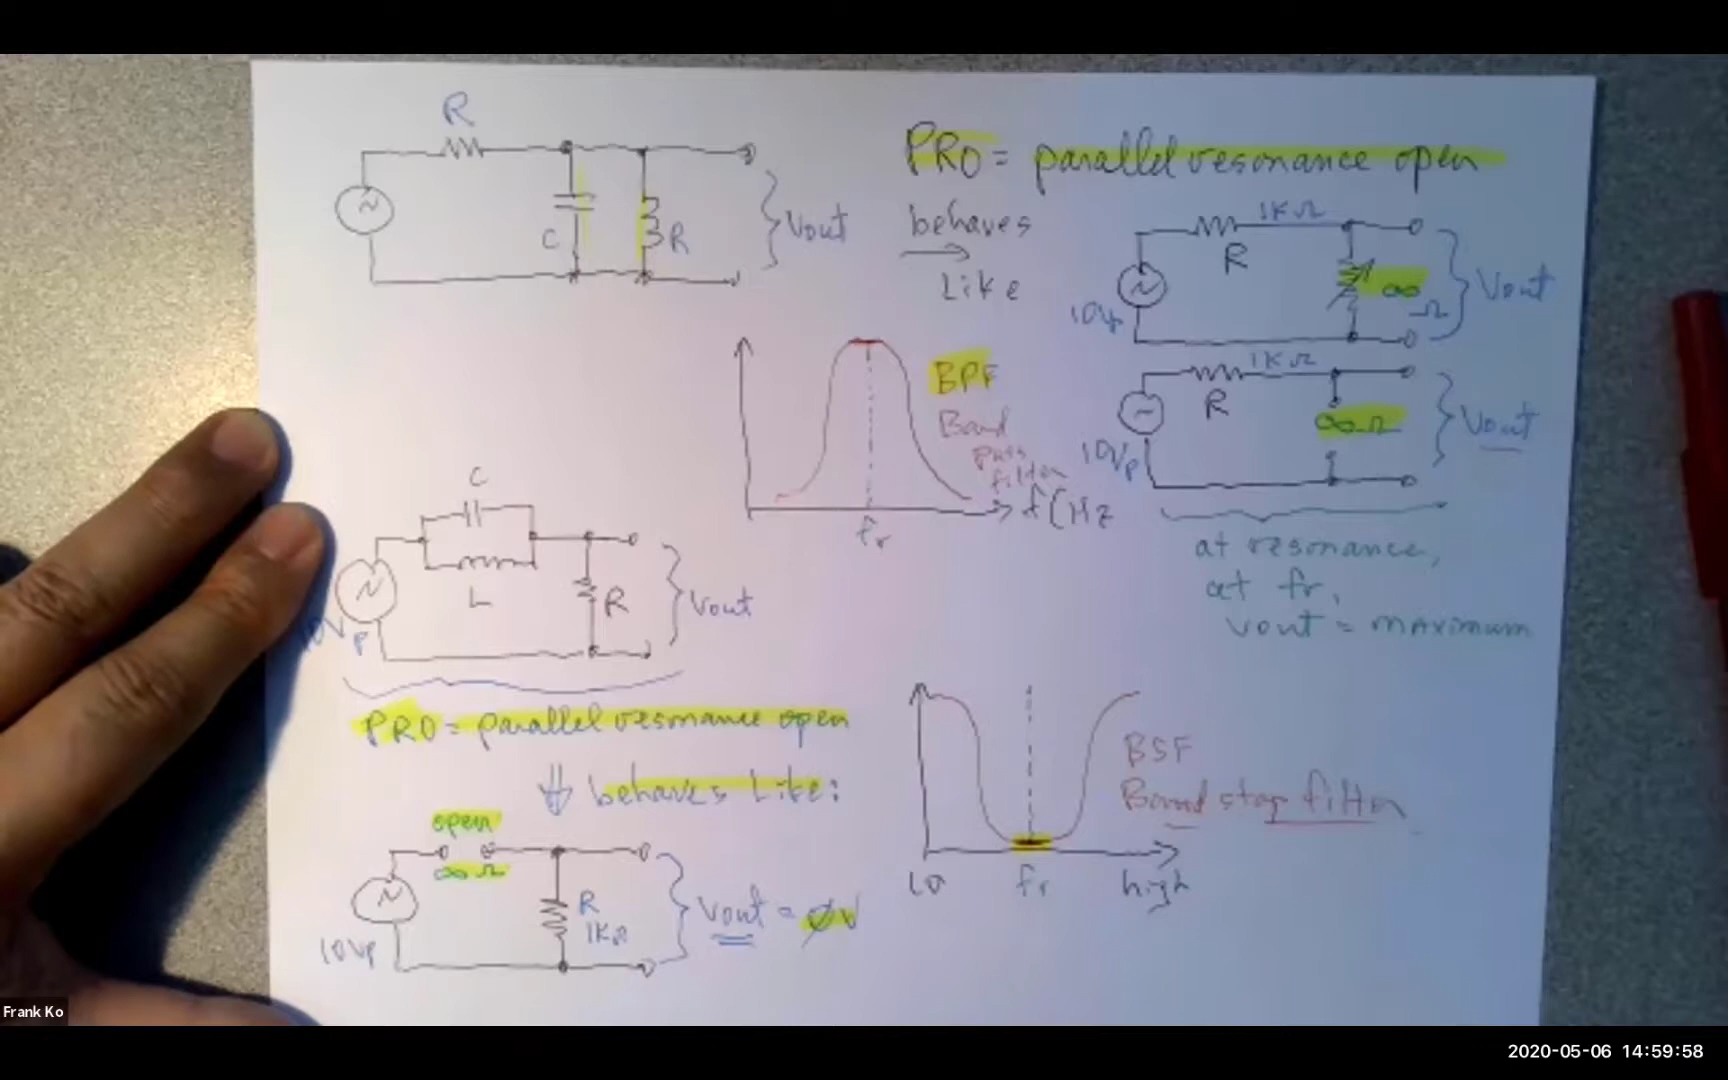 R
C
R
Vout
PRO = parallel resonance open
behaves
Like
1KΩ
R
10Vp
∞
Ω
Vout
1KΩ
R
10Vp
∞Ω
Vout
BPF
Band
pass
filter
f(Hz
fr
at resonance,
at fr,
Vout = maximum
C
L
10Vp
R
Vout
PRO = parallel resonance open
behaves Like:
open
∞Ω
10Vp
R
1KΩ
Vout = ØV
BSF
Band stop filter
lo
fr
high
Frank Ko
2020-05-06 14:59:58